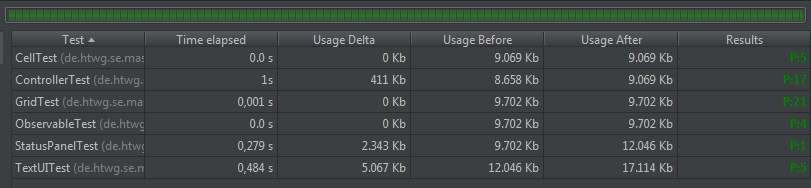 Test Time elapsed Usage Delta Usage Before Usage After Results
CellTest (de.htwg.se.mas 0.0 s 0 Kb 9.069 Kb 9.069 Kb P:5
ControllerTest (de.htwg.se 1s 411 Kb 8.658 Kb 9.069 Kb P:17
GridTest (de.htwg.se.mas 0,001 s 0 Kb 9.702 Kb 9.702 Kb P:21
ObservableTest (de.htwg 0.0 s 0 Kb 9.702 Kb 9.702 Kb P:4
StatusPanelTest (de.htwg 0,279 s 2.343 Kb 9.702 Kb 12.046 Kb P:1
TextUITest (de.htwg.se.m 0,484 s 5.067 Kb 12.046 Kb 17.114 Kb P:5